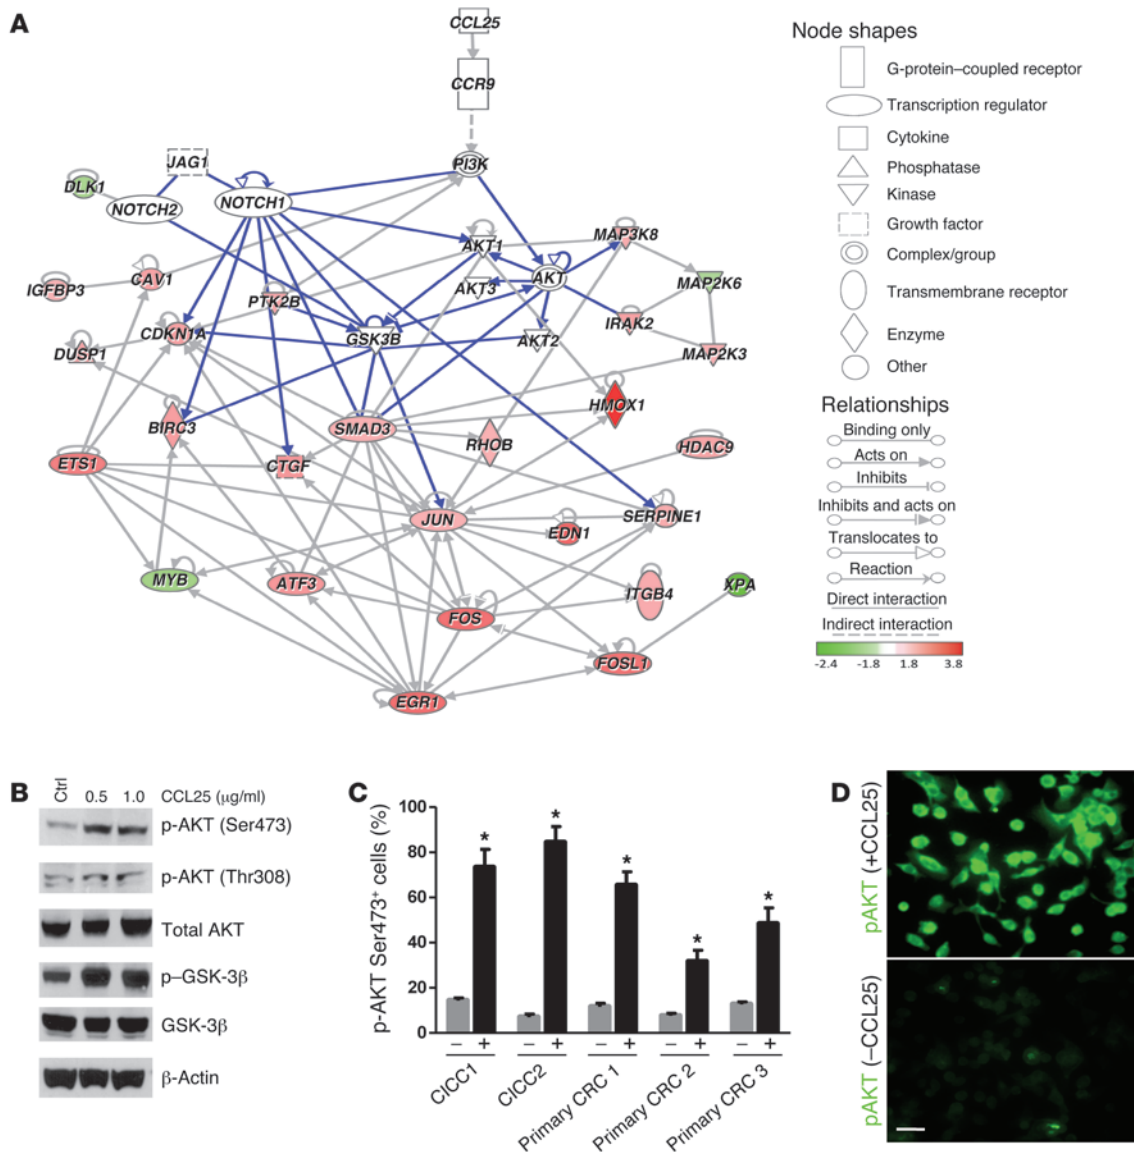 A
CCL25
CCR9
PI3K
JAG1
DLK1
NOTCH2
NOTCH1
AKT1
MAP3K8
AKT
AKT3
MAP2K6
IGFBP3
CAV1
PTK2B
IRAK2
CDKN1A
GSK3B
AKT2
DUSP1
MAP2K3
HMOX1
BIRC3
SMAD3
RHOB
HDAC9
ETS1
CTGF
JUN
SERPINE1
EDN1
MYB
ATF3
ITGB4
XPA
FOS
FOSL1
EGR1
Node shapes
G-protein–coupled receptor
Transcription regulator
Cytokine
Phosphatase
Kinase
Growth factor
Complex/group
Transmembrane receptor
Enzyme
Other
Relationships
Binding only
Acts on
Inhibits
Inhibits and acts on
Translocates to
Reaction
Direct interaction
Indirect interaction
-2.4 -1.8 1.8 3.8
B
Ctrl 0.5 1.0 CCL25 (μg/ml)
p-AKT (Ser473)
p-AKT (Thr308)
Total AKT
p–GSK-3β
GSK-3β
β-Actin
C
p-AKT Ser473⁺ cells (%)
100
80
60
40
20
0
* * * * *
– + – + – + – + – +
CICC1
CICC2
Primary CRC 1
Primary CRC 2
Primary CRC 3
D
pAKT (+CCL25)
pAKT (–CCL25)